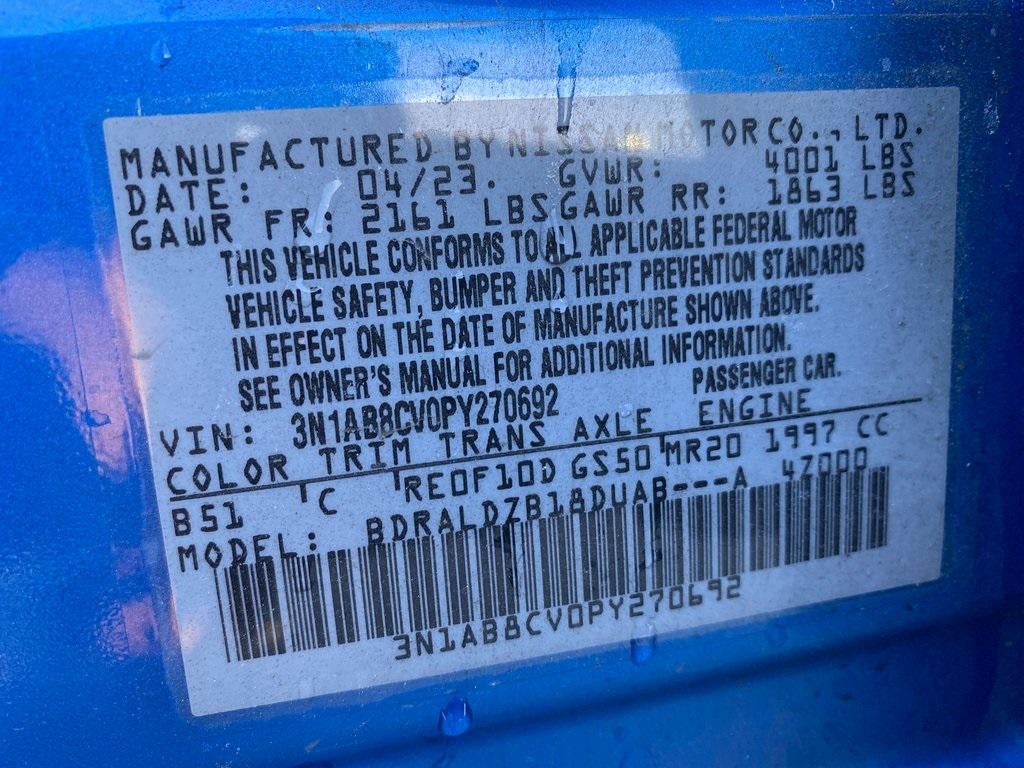 MANUFACTURED BY NISSAN MOTOR CO., LTD.
DATE: 04/23. GVWR: 4001 LBS
GAWR FR: 2161 LBS GAWR RR: 1863 LBS
THIS VEHICLE CONFORMS TO ALL APPLICABLE FEDERAL MOTOR
VEHICLE SAFETY, BUMPER AND THEFT PREVENTION STANDARDS
IN EFFECT ON THE DATE OF MANUFACTURE SHOWN ABOVE.
SEE OWNER'S MANUAL FOR ADDITIONAL INFORMATION.
VIN: 3N1AB8CV0PY270692 PASSENGER CAR.
COLOR TRIM TRANS AXLE ENGINE
B51 C RE0F10D GS50 MR20 1997 CC
MODEL: BDRALDZB18DUAB---A 4Z000
3N1AB8CV0PY270692